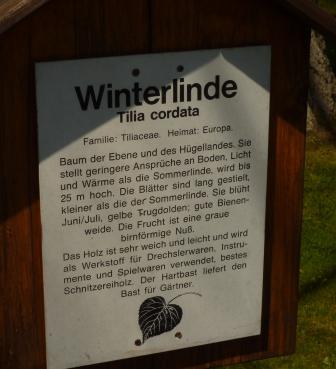 Winterlinde
Tilia cordata
Familie: Tiliaceae. Heimat: Europa.
Baum der Ebene und des Hügellandes. Sie
stellt geringere Ansprüche an Boden, Licht
und Wärme als die Sommerlinde, wird bis
25 m hoch. Die Blätter sind lang gestielt,
kleiner als die der Sommerlinde. Sie blüht
Juni/Juli, gelbe Trugdolden; gute Bienen-
weide. Die Frucht ist eine graue
birnförmige Nuß.
Das Holz ist sehr weich und leicht und wird
als Werkstoff für Drechslerwaren, Instru-
mente und Spielwaren verwendet, bestes
Schnitzereiholz. Der Hartbast liefert den
Bast für Gärtner.